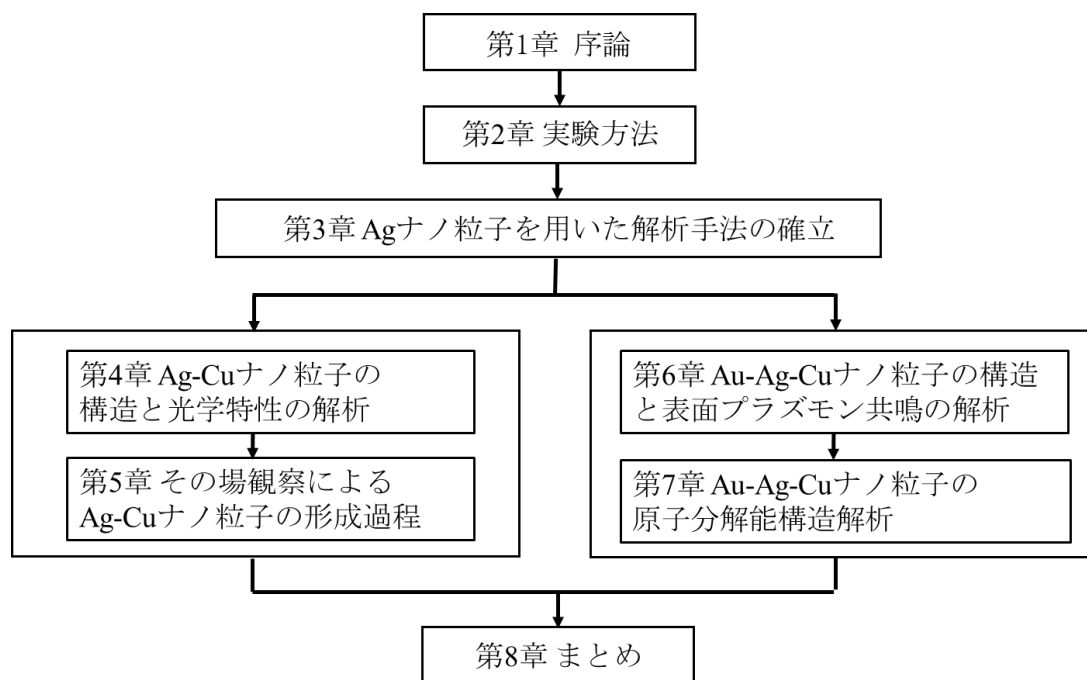 第1章 序論
第2章 実験方法
第3章 Agナノ粒子を用いた解析手法の確立
第4章 Ag-Cuナノ粒子の
構造と光学特性の解析
第5章 その場観察による
Ag-Cuナノ粒子の形成過程
第6章 Au-Ag-Cuナノ粒子の構造
と表面プラズモン共鳴の解析
第7章 Au-Ag-Cuナノ粒子の
原子分解能構造解析
第8章 まとめ